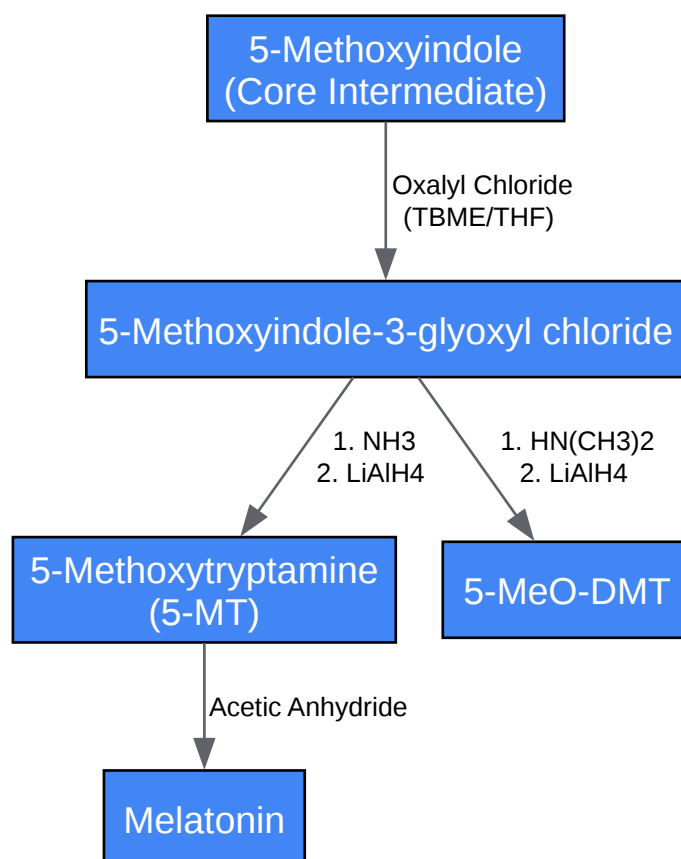 5-Methoxyindole
(Core Intermediate)
Oxalyl Chloride
(TBME/THF)
5-Methoxyindole-3-glyoxyl chloride
1. NH3
2. LiAlH4
1. HN(CH3)2
2. LiAlH4
5-Methoxytryptamine
(5-MT)
5-MeO-DMT
Acetic Anhydride
Melatonin